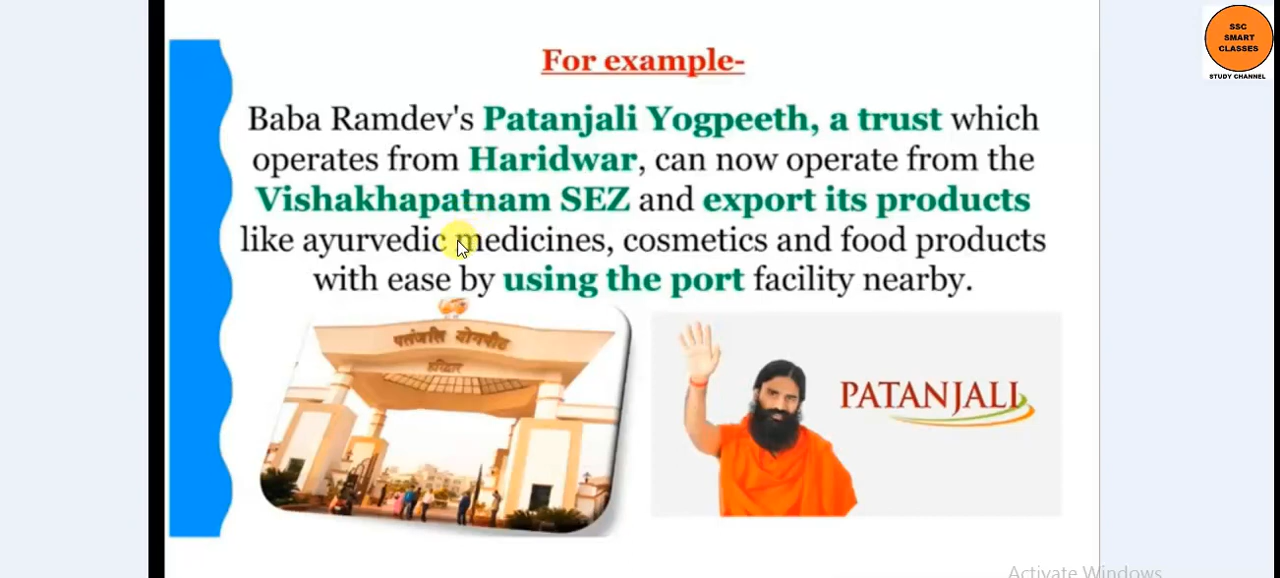 SSC
SMART
CLASSES
STUDY CHANNEL
For example-
Baba Ramdev's Patanjali Yogpeeth, a trust which
operates from Haridwar, can now operate from the
Vishakhapatnam SEZ and export its products
like ayurvedic medicines, cosmetics and food products
with ease by using the port facility nearby.
पतंजलि योगपीठ
हरिद्वार
PATANJALI
Activate Windows